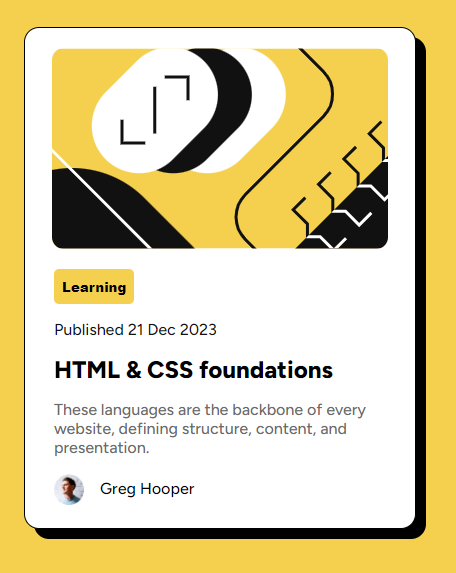 Learning
Published 21 Dec 2023
HTML & CSS foundations
These languages are the backbone of every
website, defining structure, content, and
presentation.
Greg Hooper